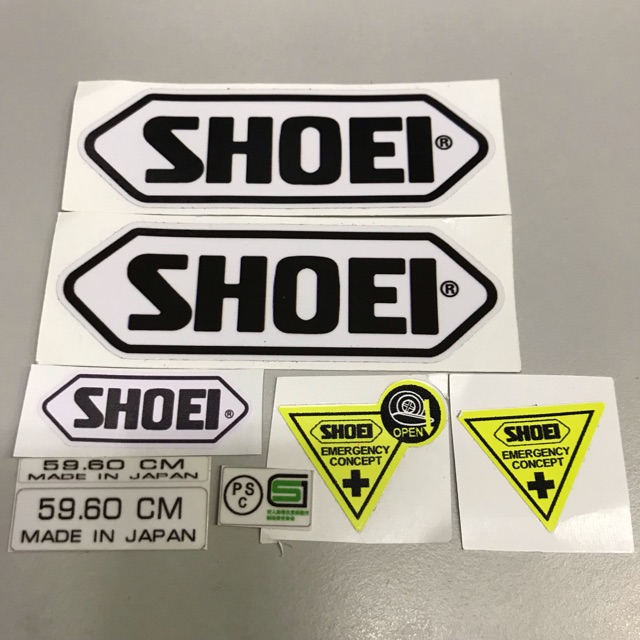 SHOEI®
SHOEI®
SHOEI®
SHOEI
EMERGENCY
CONCEPT
OPEN
SHOEI
EMERGENCY
CONCEPT
59.60 CM
MADE IN JAPAN
59.60 CM
MADE IN JAPAN
PS
C